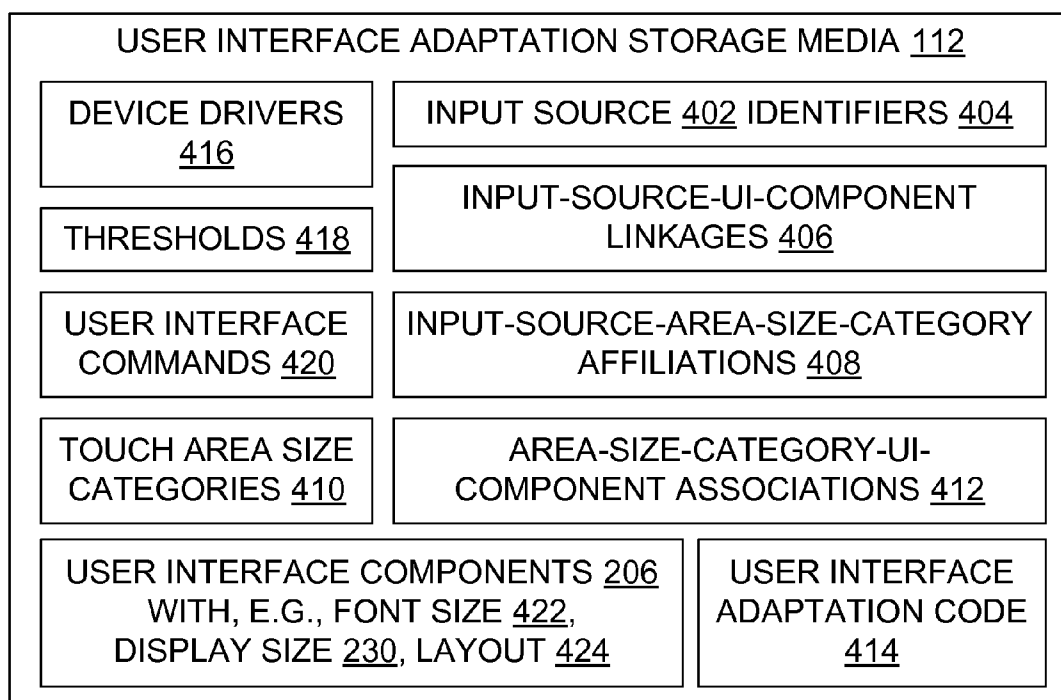 USER INTERFACE ADAPTATION STORAGE MEDIA 112
DEVICE DRIVERS
416
INPUT SOURCE 402 IDENTIFIERS 404
THRESHOLDS 418
INPUT-SOURCE-UI-COMPONENT
LINKAGES 406
USER INTERFACE
COMMANDS 420
INPUT-SOURCE-AREA-SIZE-CATEGORY
AFFILIATIONS 408
TOUCH AREA SIZE
CATEGORIES 410
AREA-SIZE-CATEGORY-UI-
COMPONENT ASSOCIATIONS 412
USER INTERFACE COMPONENTS 206
WITH, E.G., FONT SIZE 422,
DISPLAY SIZE 230, LAYOUT 424
USER INTERFACE
ADAPTATION CODE
414